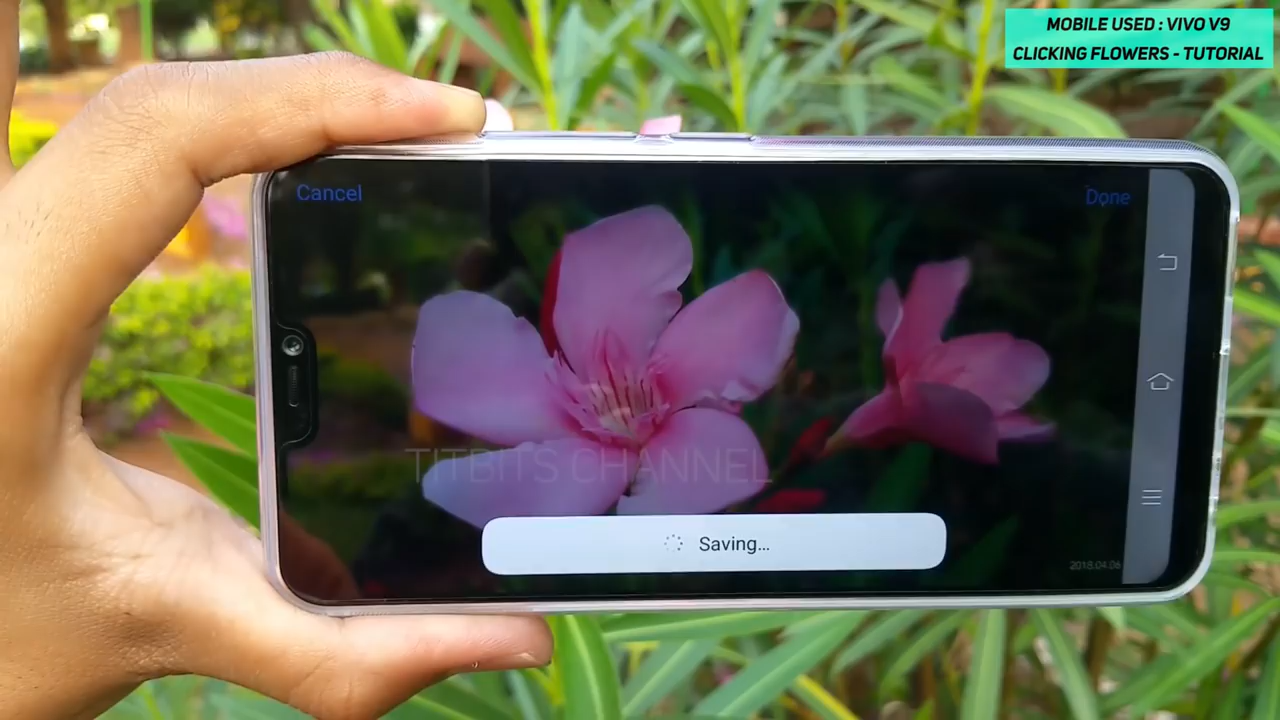 MOBILE USED : VIVO V9
CLICKING FLOWERS - TUTORIAL
Cancel
Done
TITBITS CHANNEL
Saving...
2018.04.06